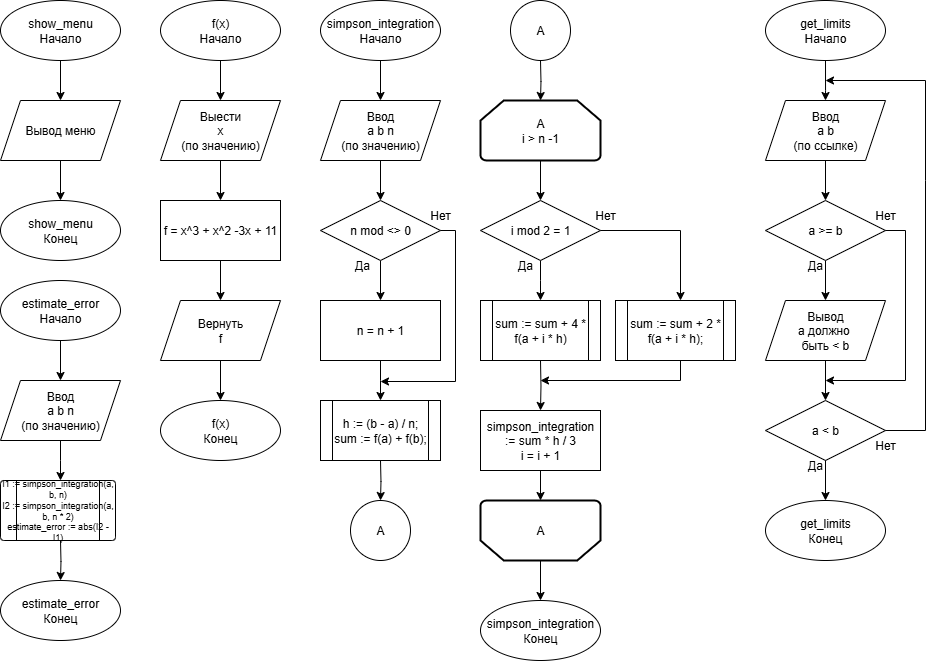 show_menu
Начало
Вывод меню
show_menu
Конец
estimate_error
Начало
Ввод
a b n
(по значению)
I1 := simpson_integration(a,
b, n)
I2 := simpson_integration(a,
b, n * 2)
estimate_error := abs(I2 -
I1)
estimate_error
Конец
f(x)
Начало
Выести
x
(по значению)
f = x^3 + x^2 -3x + 11
Вернуть
f
f(x)
Конец
simpson_integration
Начало
Ввод
a b n
(по значению)
n mod <> 0
Нет
Да
n = n + 1
h := (b - a) / n;
sum := f(a) + f(b);
A
A
A
i > n -1
i mod 2 = 1
Нет
Да
sum := sum + 4 *
f(a + i * h)
sum := sum + 2 *
f(a + i * h);
simpson_integration
:= sum * h / 3
i = i + 1
A
simpson_integration
Конец
get_limits
Начало
Ввод
a b
(по ссылке)
a >= b
Нет
Да
Вывод
a должно
быть < b
a < b
Нет
Да
get_limits
Конец